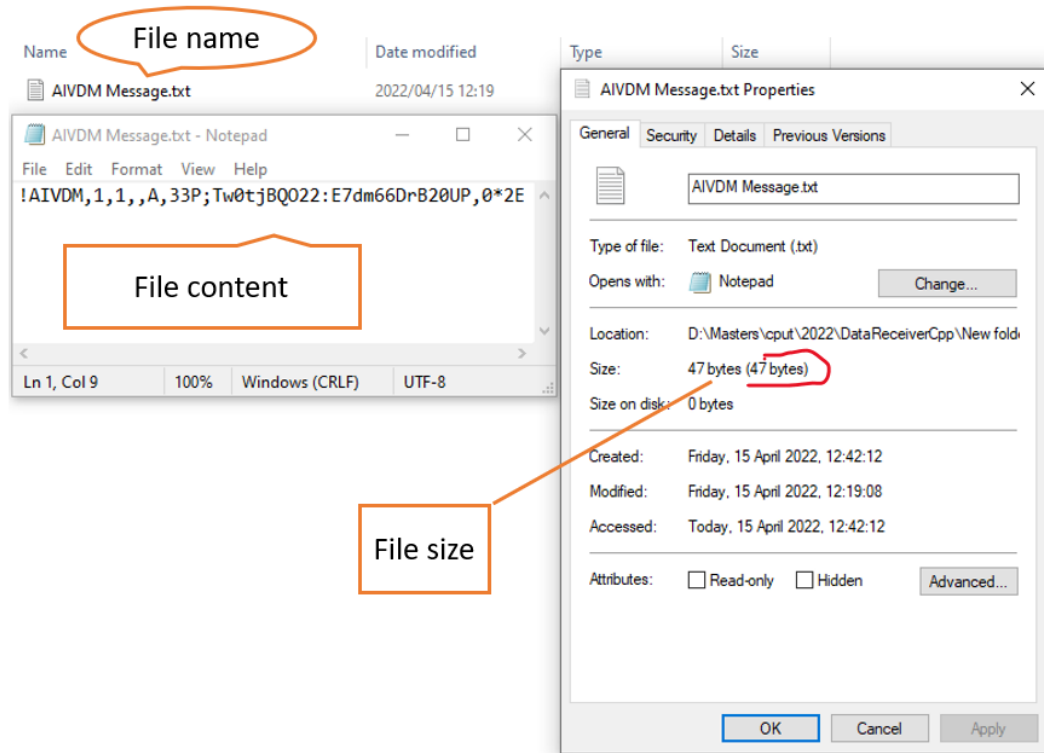 File name
Name Date modified Type Size
AIVDM Message.txt 2022/04/15 12:19
AIVDM Message.txt - Notepad
File Edit Format View Help
!AIVDM,1,1,,A,33P;Tw0tjBQO22:E7dm66DrB20UP,0*2E
File content
Ln 1, Col 9 100% Windows (CRLF) UTF-8
File size
AIVDM Message.txt Properties
General Security Details Previous Versions
AIVDM Message.txt
Type of file: Text Document (.txt)
Opens with: Notepad Change...
Location: D:\Masters\cput\2022\DataReceiverCpp\New folde
Size: 47 bytes (47 bytes)
Size on disk: 0 bytes
Created: Friday, 15 April 2022, 12:42:12
Modified: Friday, 15 April 2022, 12:19:08
Accessed: Today, 15 April 2022, 12:42:12
Attributes: Read-only Hidden Advanced...
OK Cancel Apply